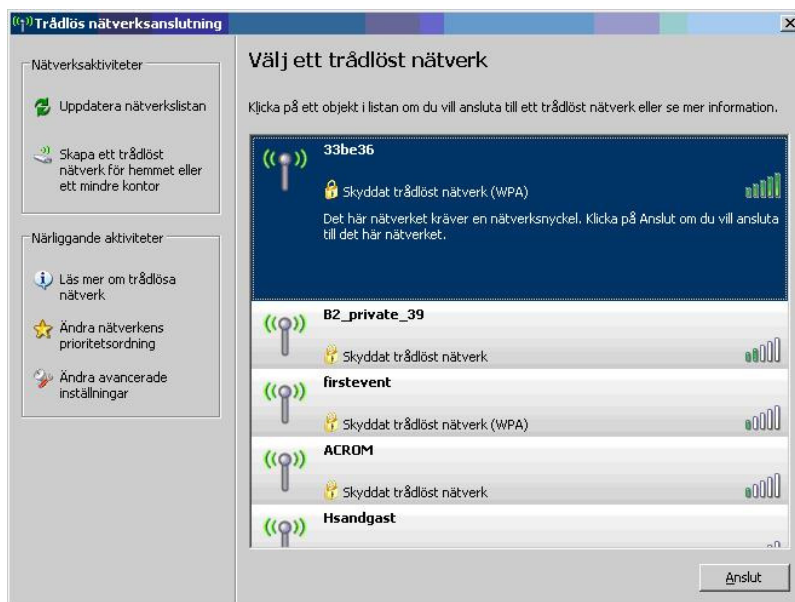 Trådlös nätverksanslutning
Nätverksaktiviteter
Uppdatera nätverkslistan
Skapa ett trådlöst
nätverk för hemmet eller
ett mindre kontor
Närliggande aktiviteter
Läs mer om trådlösa
nätverk
Ändra nätverkens
prioritetsordning
Ändra avancerade
inställningar
Välj ett trådlöst nätverk
Klicka på ett objekt i listan om du vill ansluta till ett trådlöst nätverk eller se mer information.
33be36
Skyddat trådlöst nätverk (WPA)
Det här nätverket kräver en nätverksnyckel. Klicka på Anslut om du vill ansluta
till det här nätverket.
B2_private_39
Skyddat trådlöst nätverk
firstevent
Skyddat trådlöst nätverk (WPA)
ACROM
Skyddat trådlöst nätverk
Hsandgast
Anslut